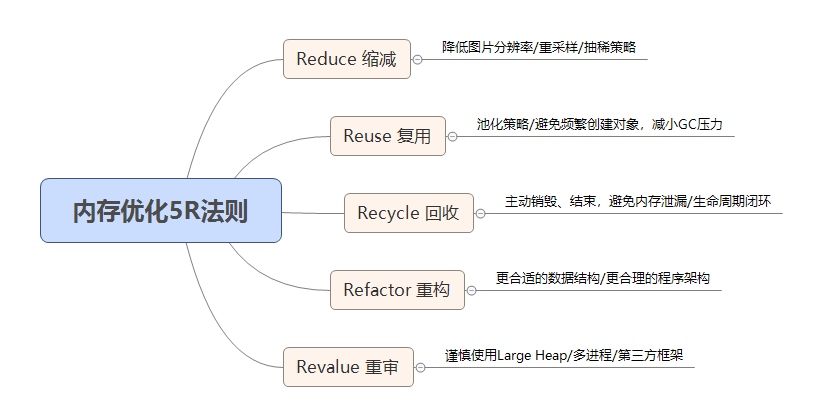 内存优化5R法则
Reduce 缩减
降低图片分辨率/重采样/抽稀策略
Reuse 复用
池化策略/避免频繁创建对象，减小GC压力
Recycle 回收
主动销毁、结束，避免内存泄漏/生命周期闭环
Refactor 重构
更合适的数据结构/更合理的程序架构
Revalue 重审
谨慎使用Large Heap/多进程/第三方框架